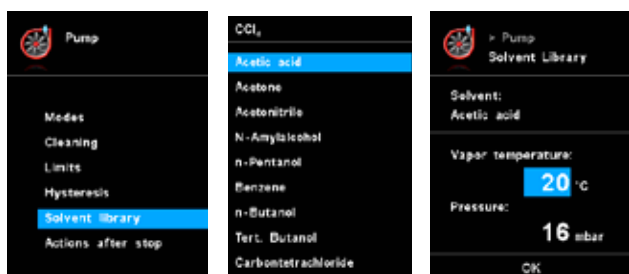 Pump
Modes
Cleaning
Limits
Hysteresis
Solvent library
Actions after stop
CCl₄
Acetic acid
Acetone
Acetonitrile
N-Amylalcohol
n-Pentanol
Benzene
n-Butanol
Tert. Butanol
Carbontetrachloride
> Pump
Solvent Library
Solvent:
Acetic acid
Vapor temperature:
20 °C
Pressure:
16 mbar
OK